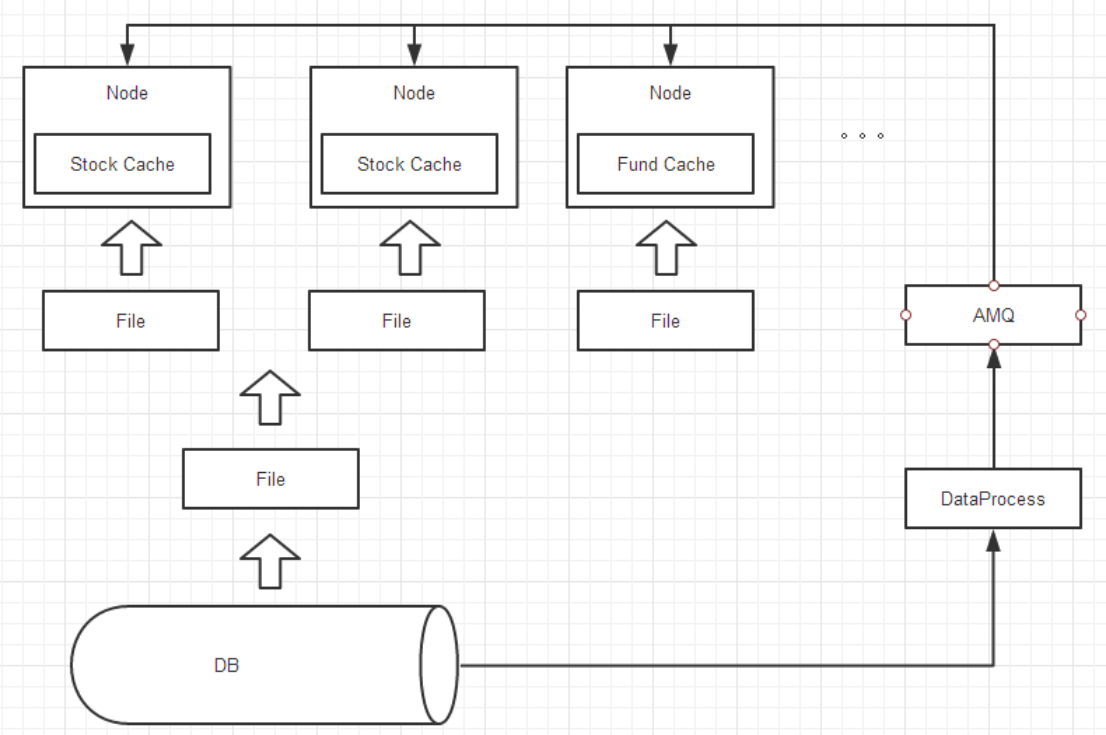 Node
Node
Node
Stock Cache
Stock Cache
Fund Cache
File
File
File
AMQ
File
DataProcess
DB